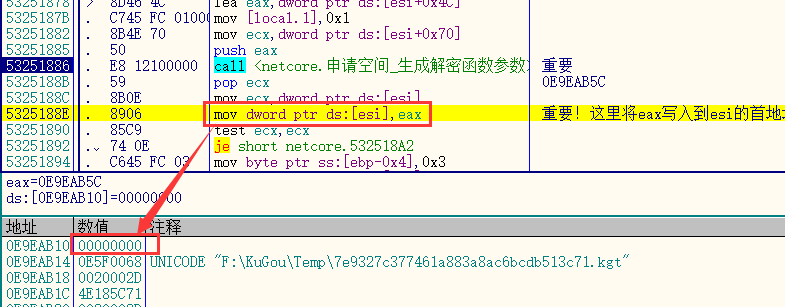 53251878 > 8D46 4C lea eax,dword ptr ds:[esi+0x4C]
. C745 FC 01000 mov [local.1],0x1
. 8B4E 70 mov ecx,dword ptr ds:[esi+0x70]
53251885 . 50 push eax
53251886 . E8 12100000 call <netcore.申请空间_生成解密函数参数> 重要
5325188B . 59 pop ecx 0E9EAB5C
5325188C . 8B0E mov ecx,dword ptr ds:[esi]
5325188E . 8906 mov dword ptr ds:[esi],eax 重要！这里将eax写入到esi的首地
53251890 . 85C9 test ecx,ecx
53251892 .⌄ 74 0E je short netcore.532518A2
53251894 . C645 FC 03 mov byte ptr ss:[ebp-0x4],0x3
eax=0E9EAB5C
ds:[0E9EAB10]=00000000
地址 数值 注释
0E9EAB10 00000000
0E9EAB14 0E5F0068 UNICODE "F:\KuGou\Temp\7e9327c377461a883a8ac6bcdb513c71.kgt"
0E9EAB18 0020002D
0E9EAB1C 4E185C71